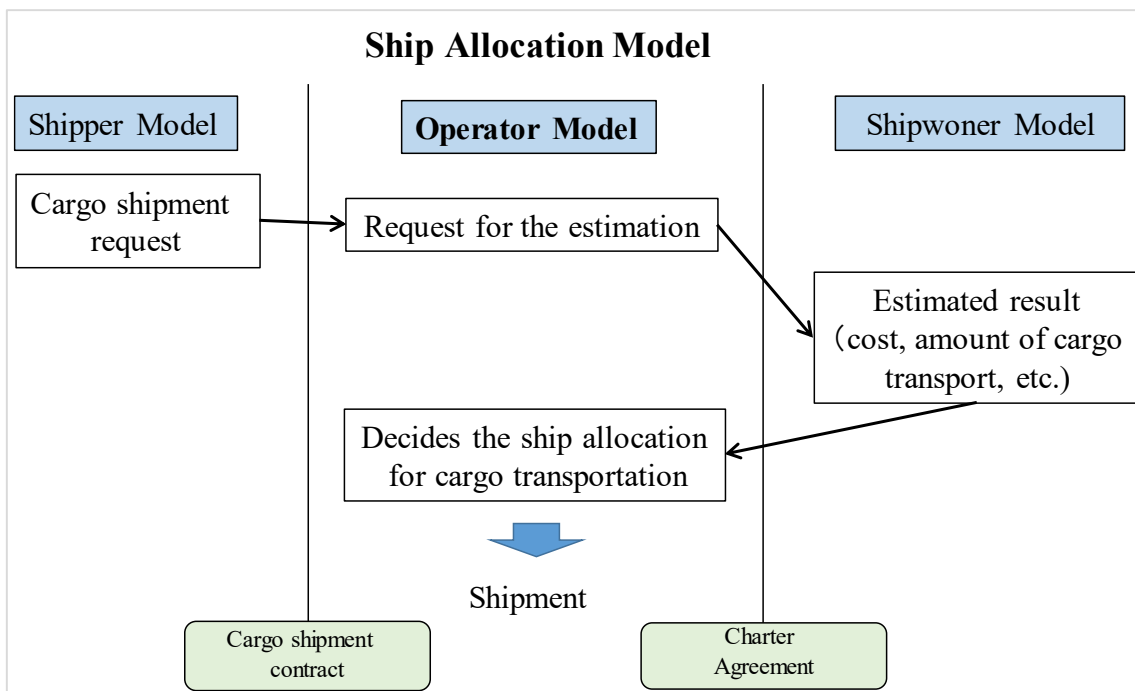 Ship Allocation Model
Shipper Model
Operator Model
Shipwoner Model
Cargo shipment
request
Request for the estimation
Estimated result
（cost, amount of cargo
transport, etc.)
Decides the ship allocation
for cargo transportation
Shipment
Cargo shipment
contract
Charter
Agreement